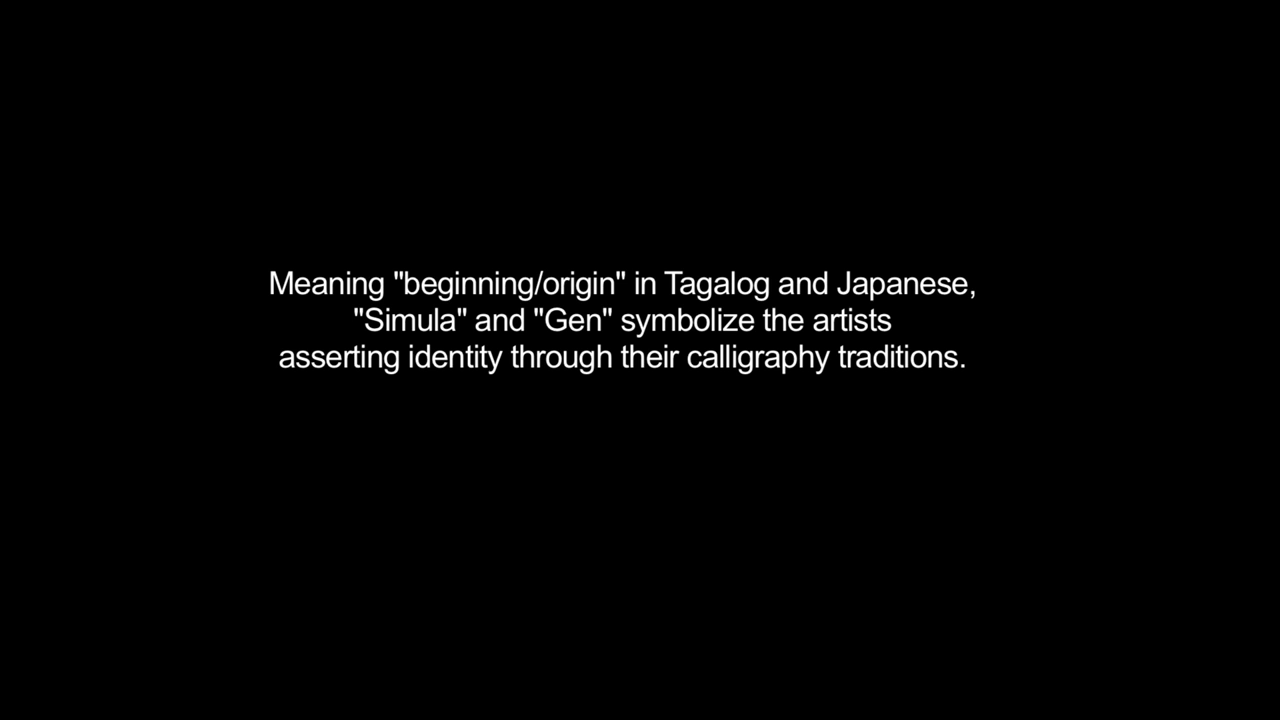 Meaning "beginning/origin" in Tagalog and Japanese,
"Simula" and "Gen" symbolize the artists
asserting identity through their calligraphy traditions.